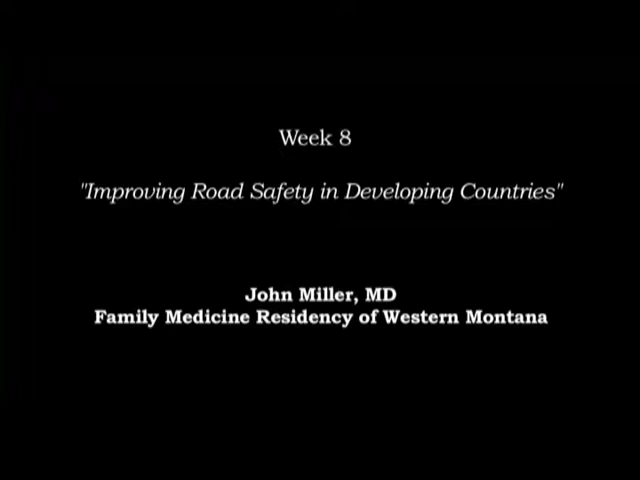 Week 8
"Improving Road Safety in Developing Countries"
John Miller, MD
Family Medicine Residency of Western Montana